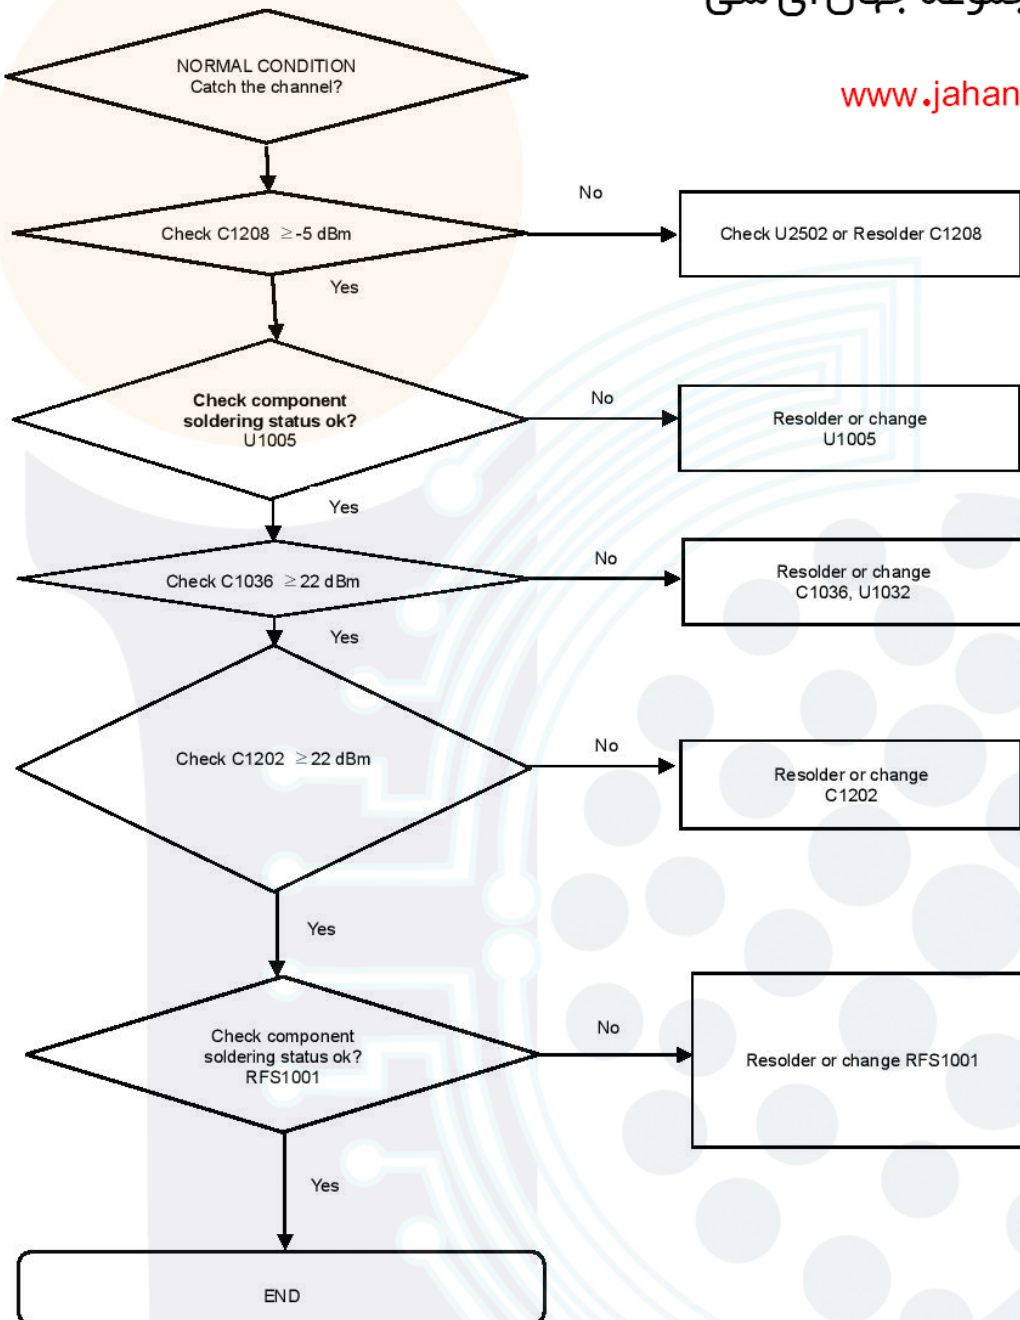 جهان آی سی
www.jahan
NORMAL CONDITION
Catch the channel?
No
Check C1208 ≥-5 dBm
Check U2502 or Resolder C1208
Yes
Check component
soldering status ok?
U1005
No
Resolder or change
U1005
Yes
Check C1036 ≥22 dBm
No
Resolder or change
C1036, U1032
Yes
Check C1202 ≥22 dBm
No
Resolder or change
C1202
Yes
Check component
soldering status ok?
RFS1001
No
Resolder or change RFS1001
Yes
END